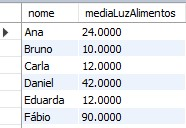 nome mediaLuzAlimentos
Ana 24.0000
Bruno 10.0000
Carla 12.0000
Daniel 42.0000
Eduarda 12.0000
Fábio 90.0000